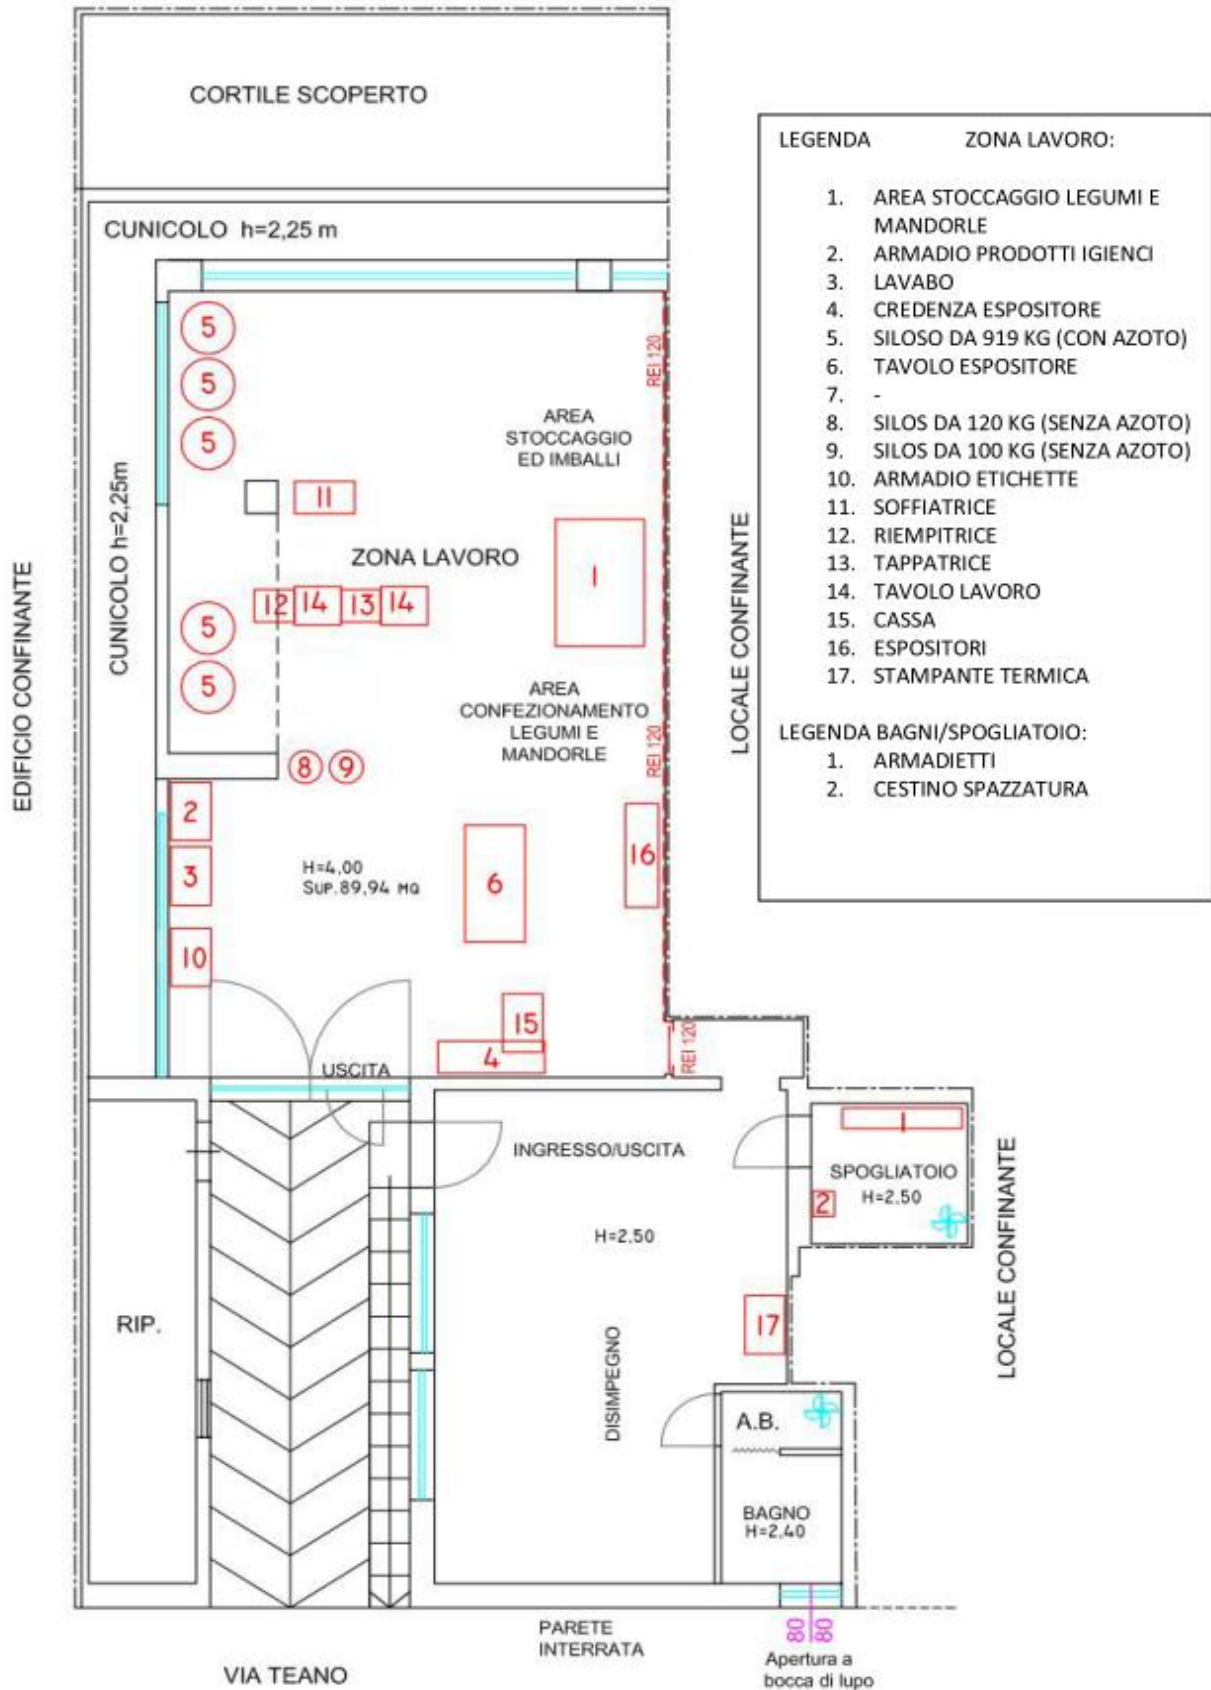 CORTILE SCOPERTO
LEGENDA ZONA LAVORO:
1. AREA STOCCAGGIO LEGUMI E
MANDORLE
2. ARMADIO PRODOTTI IGIENCI
3. LAVABO
4. CREDENZA ESPOSITORE
5. SILOSO DA 919 KG (CON AZOTO)
6. TAVOLO ESPOSITORE
7. -
8. SILOS DA 120 KG (SENZA AZOTO)
9. SILOS DA 100 KG (SENZA AZOTO)
10. ARMADIO ETICHETTE
11. SOFFIATRICE
12. RIEMPITRICE
13. TAPPATRICE
14. TAVOLO LAVORO
15. CASSA
16. ESPOSITORI
17. STAMPANTE TERMICA
LEGENDA BAGNI/SPOGLIATOIO:
1. ARMADIETTI
2. CESTINO SPAZZATURA
CUNICOLO h=2,25 m
5
5
5
REI 120
AREA
STOCCAGGIO
ED IMBALLI
CUNICOLO h=2,25m
11
ZONA LAVORO
1
LOCALE CONFINANTE
EDIFICIO CONFINANTE
12 14 13 14
5
5
AREA
CONFEZIONAMENTO
LEGUMI E
MANDORLE
REI 120
8 9
2
3
H=4,00
SUP.89,94 MQ
6
16
10
15
4
REI 120
USCITA
INGRESSO/USCITA
1
SPOGLIATOIO
H=2,50
2
H=2,50
LOCALE CONFINANTE
RIP.
17
DISIMPEGNO
A.B.
BAGNO
H=2,40
PARETE
INTERRATA
80
80
Apertura a
bocca di lupo
VIA TEANO